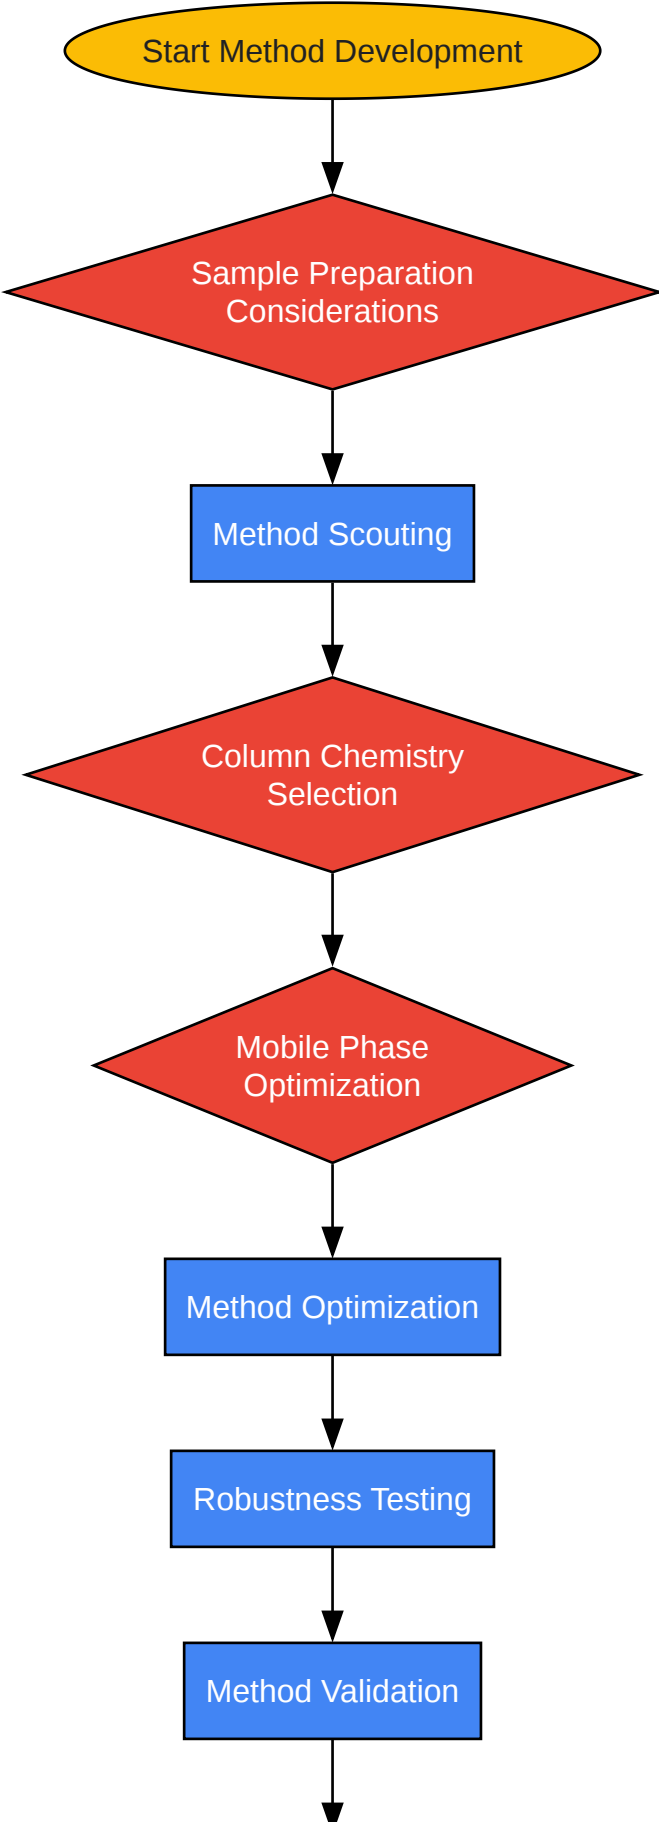 Start Method Development
Sample Preparation
Considerations
Method Scouting
Column Chemistry
Selection
Mobile Phase
Optimization
Method Optimization
Robustness Testing
Method Validation